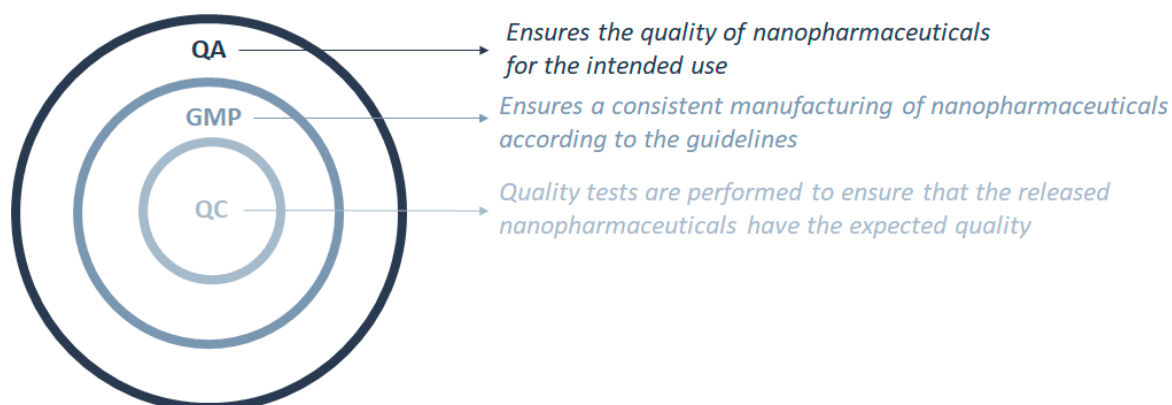 QA
Ensures the quality of nanopharmaceuticals
for the intended use
GMP
Ensures a consistent manufacturing of nanopharmaceuticals
according to the guidelines
QC
Quality tests are performed to ensure that the released
nanopharmaceuticals have the expected quality